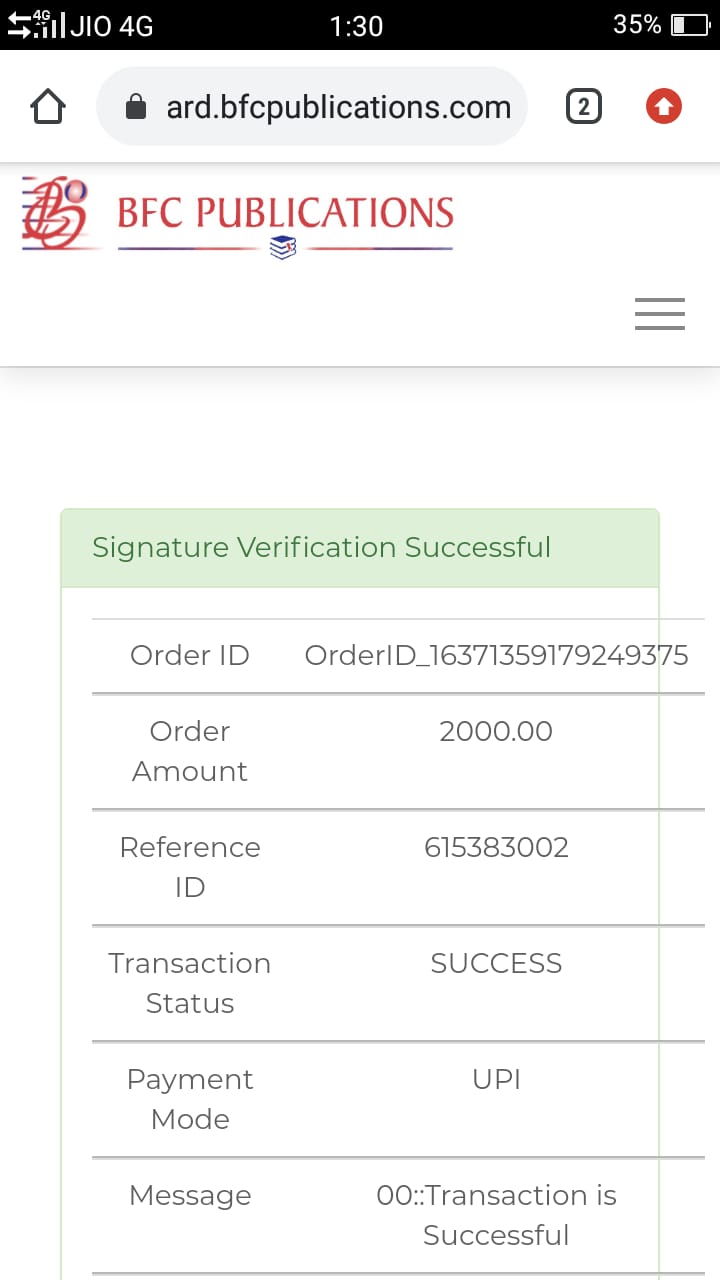 4G JIO 4G 1:30 35%
ard.bfcpublications.com 2
BFC PUBLICATIONS
Signature Verification Successful
Order ID OrderID_16371359179249375
Order 2000.00
Amount
Reference 615383002
ID
Transaction SUCCESS
Status
Payment UPI
Mode
Message 00::Transaction is
Successful